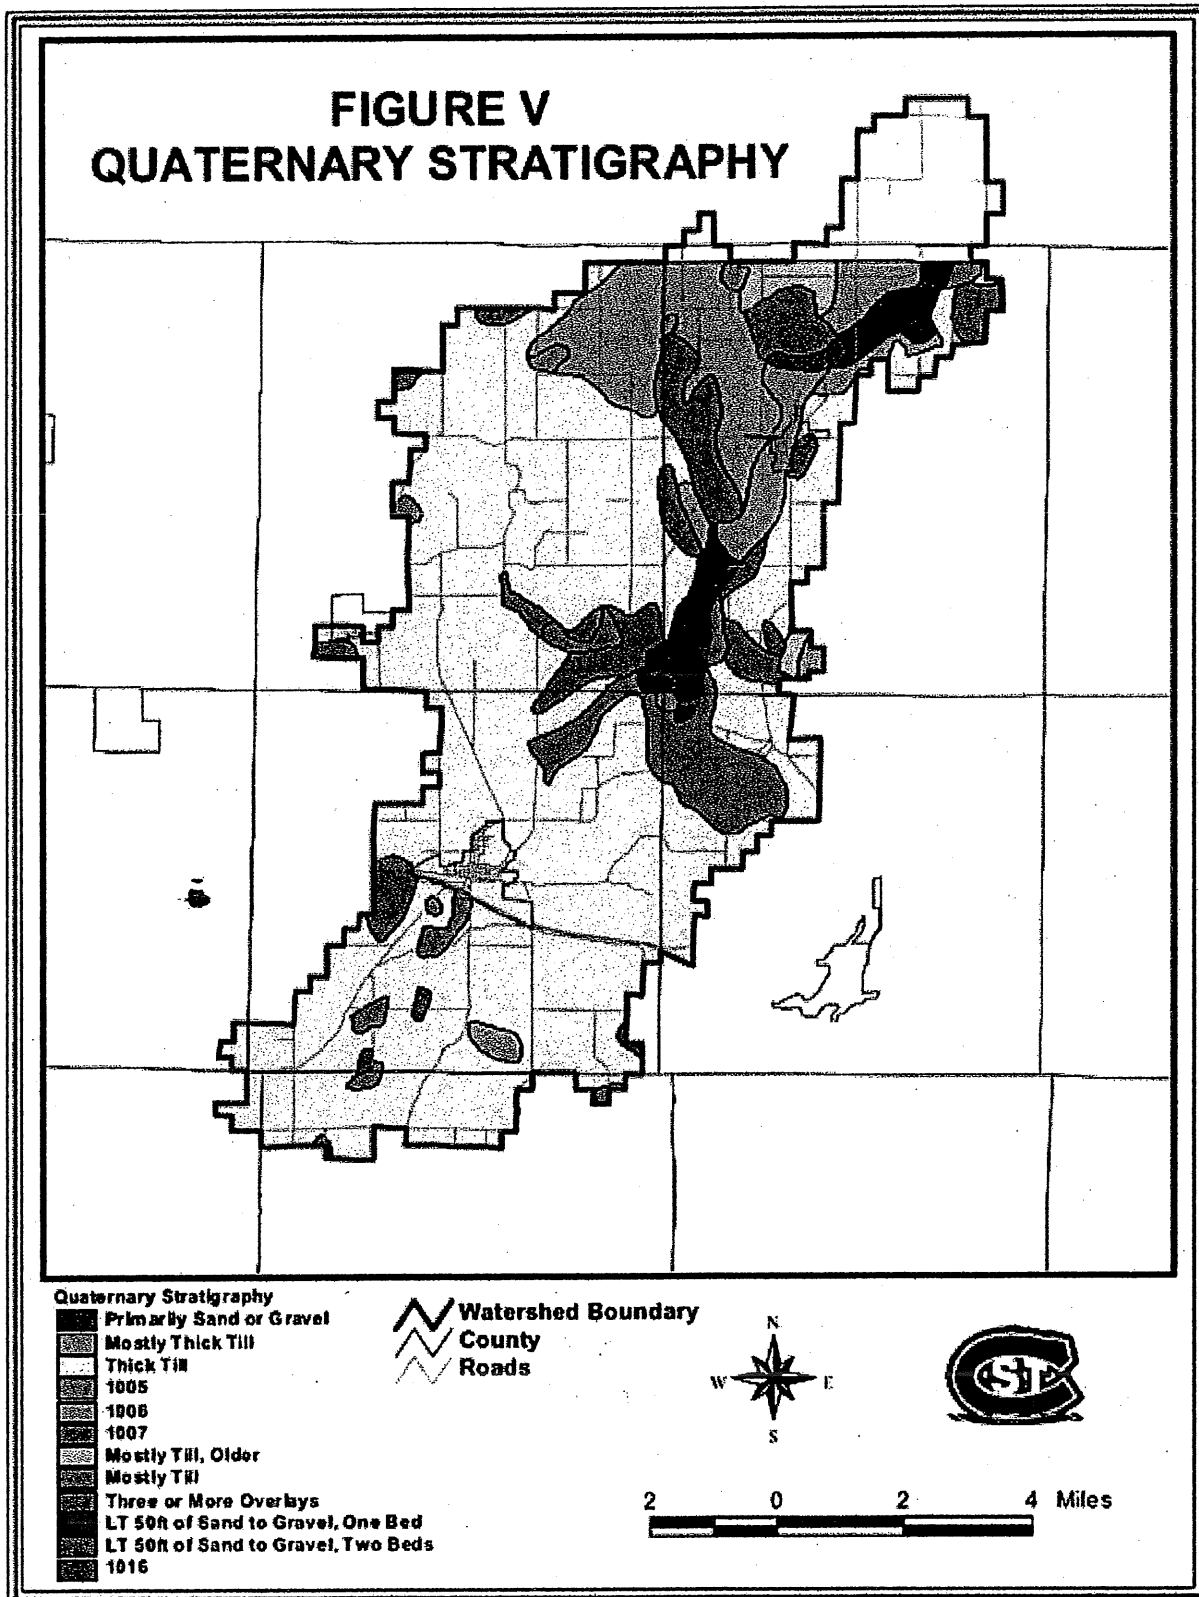 FIGURE V
QUATERNARY STRATIGRAPHY
Quaternary Stratigraphy
Primarily Sand or Gravel
Mostly Thick Till
Thick Till
1005
1006
1007
Mostly Till, Older
Mostly Till
Three or More Overlays
LT 50ft of Sand to Gravel, One Bed
LT 50ft of Sand to Gravel, Two Beds
1016
Watershed Boundary
County
Roads
N
W E
S
2 0 2 4 Miles